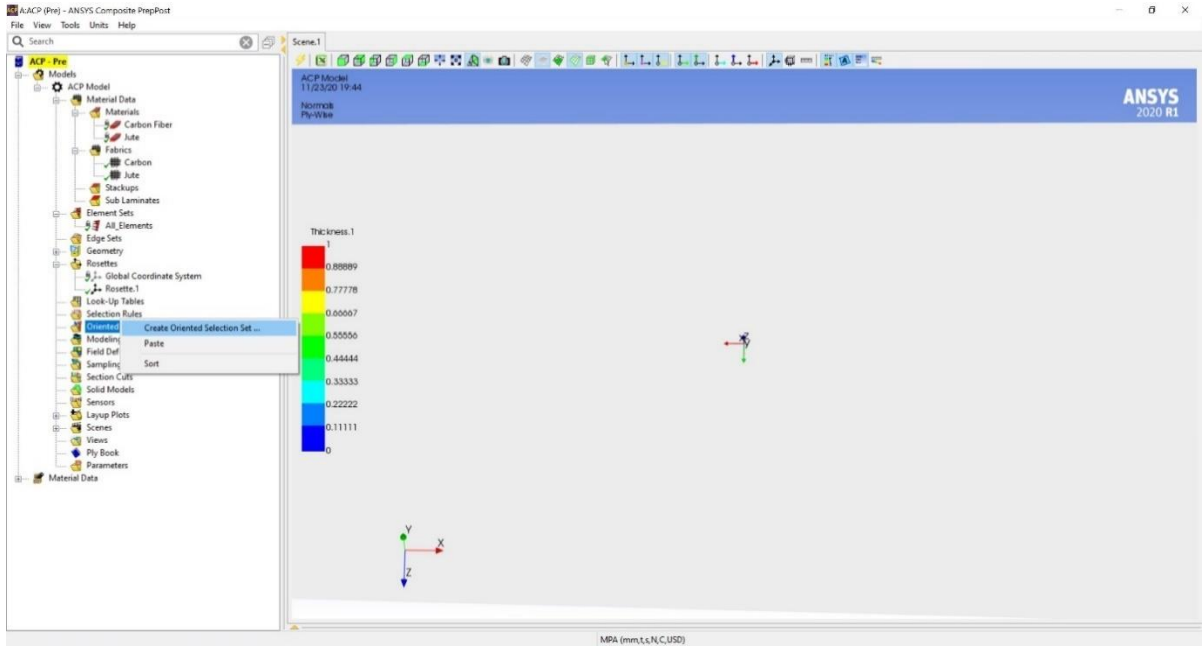 A:ACP (Pre) - ANSYS Composite PrepPost
File View Tools Units Help
Search
ACP - Pre
Models
ACP Model
Material Data
Materials
Carbon Fiber
Jute
Fabrics
Carbon
Jute
Stackups
Sub Laminates
Element Sets
All_Elements
Edge Sets
Geometry
Rosettes
Global Coordinate System
Rosette.1
Look-Up Tables
Selection Rules
Oriented
Modeling
Field Def
Sampling
Section Cuts
Solid Models
Sensors
Layup Plots
Scenes
Views
Ply Book
Parameters
Material Data
Create Oriented Selection Set ...
Paste
Sort
Scene.1
ACP Model
11/23/20 19:44
Normals
Ply-Wise
ANSYS
2020 R1
Thickness.1
1
0.88889
0.77778
0.66667
0.55556
0.44444
0.33333
0.22222
0.11111
0
Y
X
Z
MPA (mm,t,s,N,C,USD)